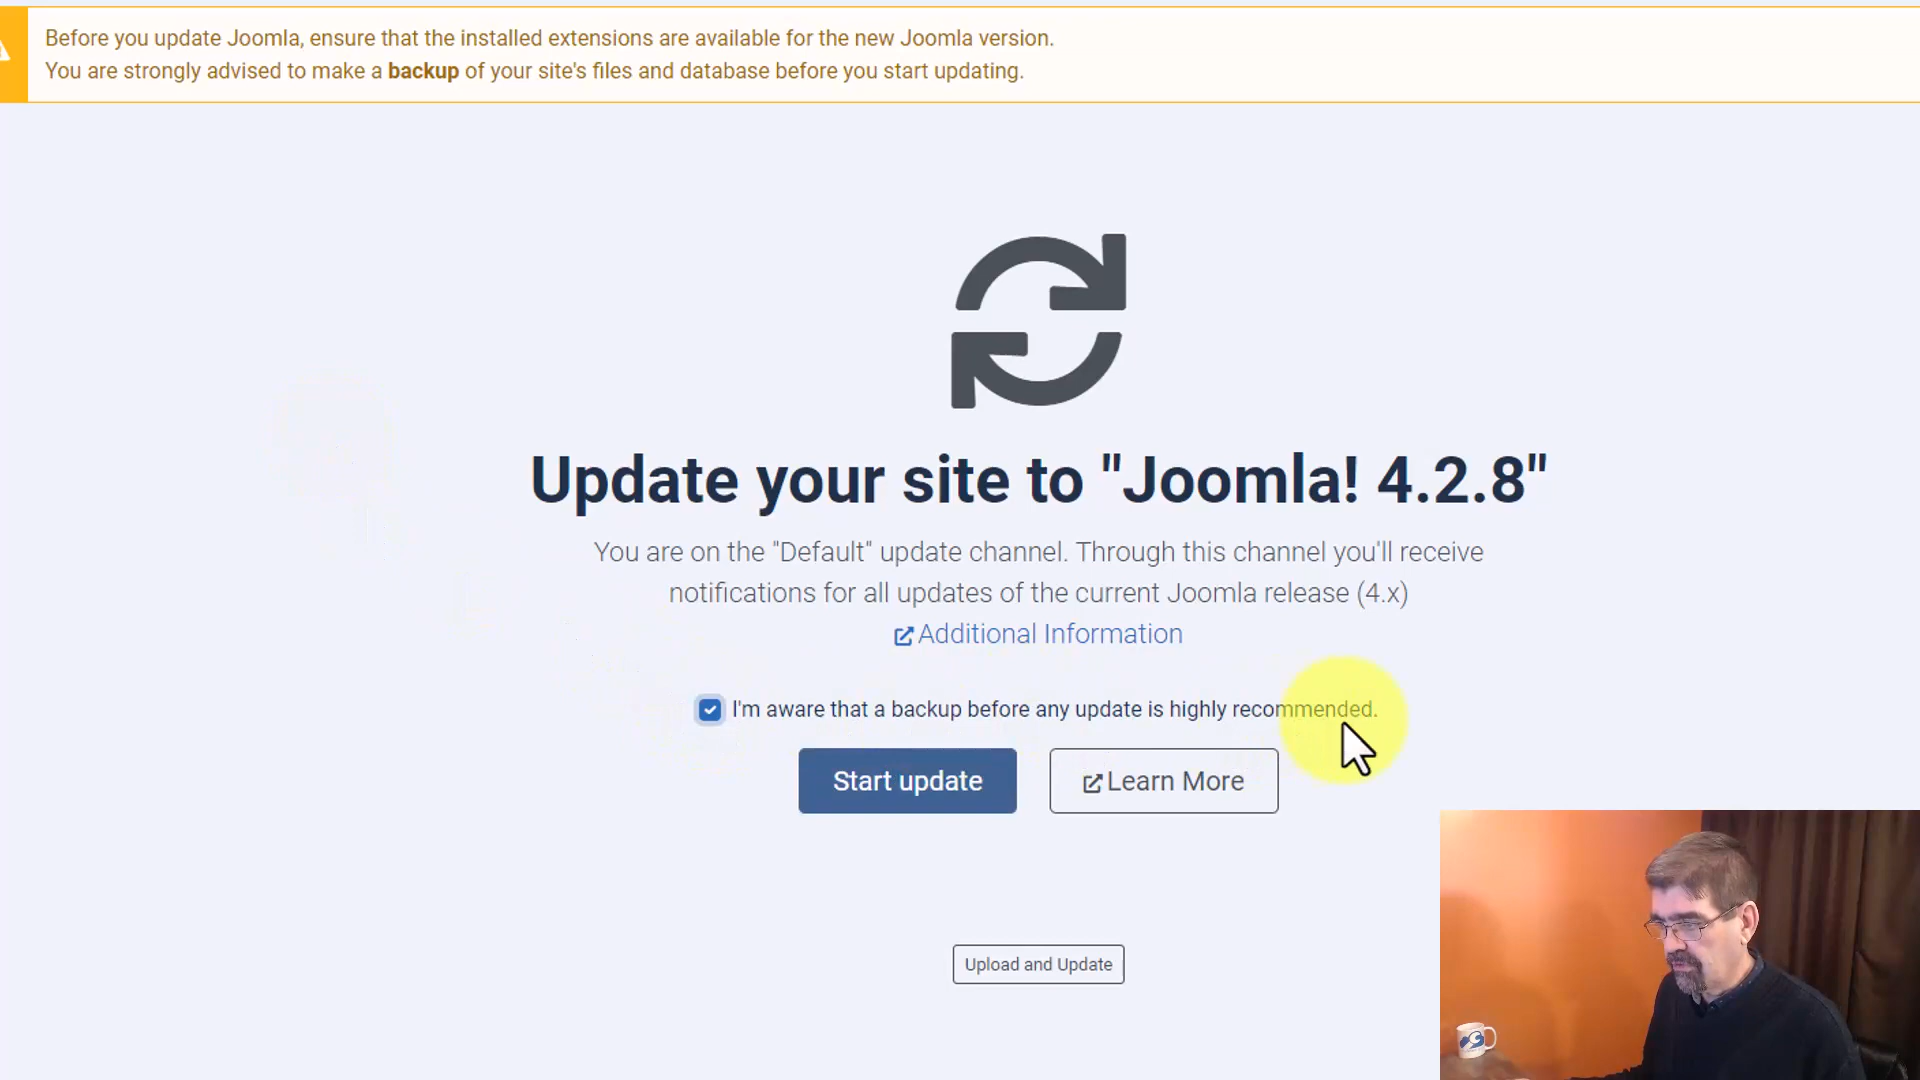 Before you update Joomla, ensure that the installed extensions are available for the new Joomla version.
You are strongly advised to make a backup of your site's files and database before you start updating.
Update your site to "Joomla! 4.2.8"
You are on the "Default" update channel. Through this channel you'll receive
notifications for all updates of the current Joomla release (4.x)
Additional Information
I'm aware that a backup before any update is highly recommended.
Start update
Learn More
Upload and Update